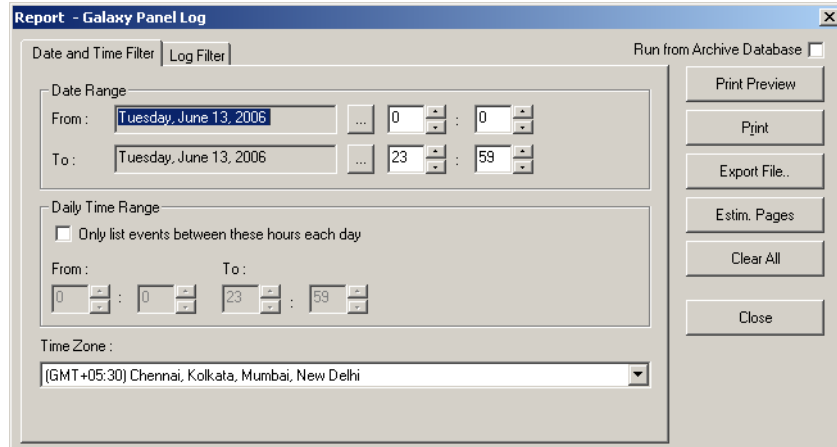 Report - Galaxy Panel Log
Date and Time Filter Log Filter Run from Archive Database
Date Range
From : Tuesday, June 13, 2006 ... 0 : 0
To : Tuesday, June 13, 2006 ... 23 : 59
Daily Time Range
Only list events between these hours each day
From : To :
0 : 0 23 : 59
Time Zone :
(GMT+05:30) Chennai, Kolkata, Mumbai, New Delhi
Print Preview
Print
Export File..
Estim. Pages
Clear All
Close